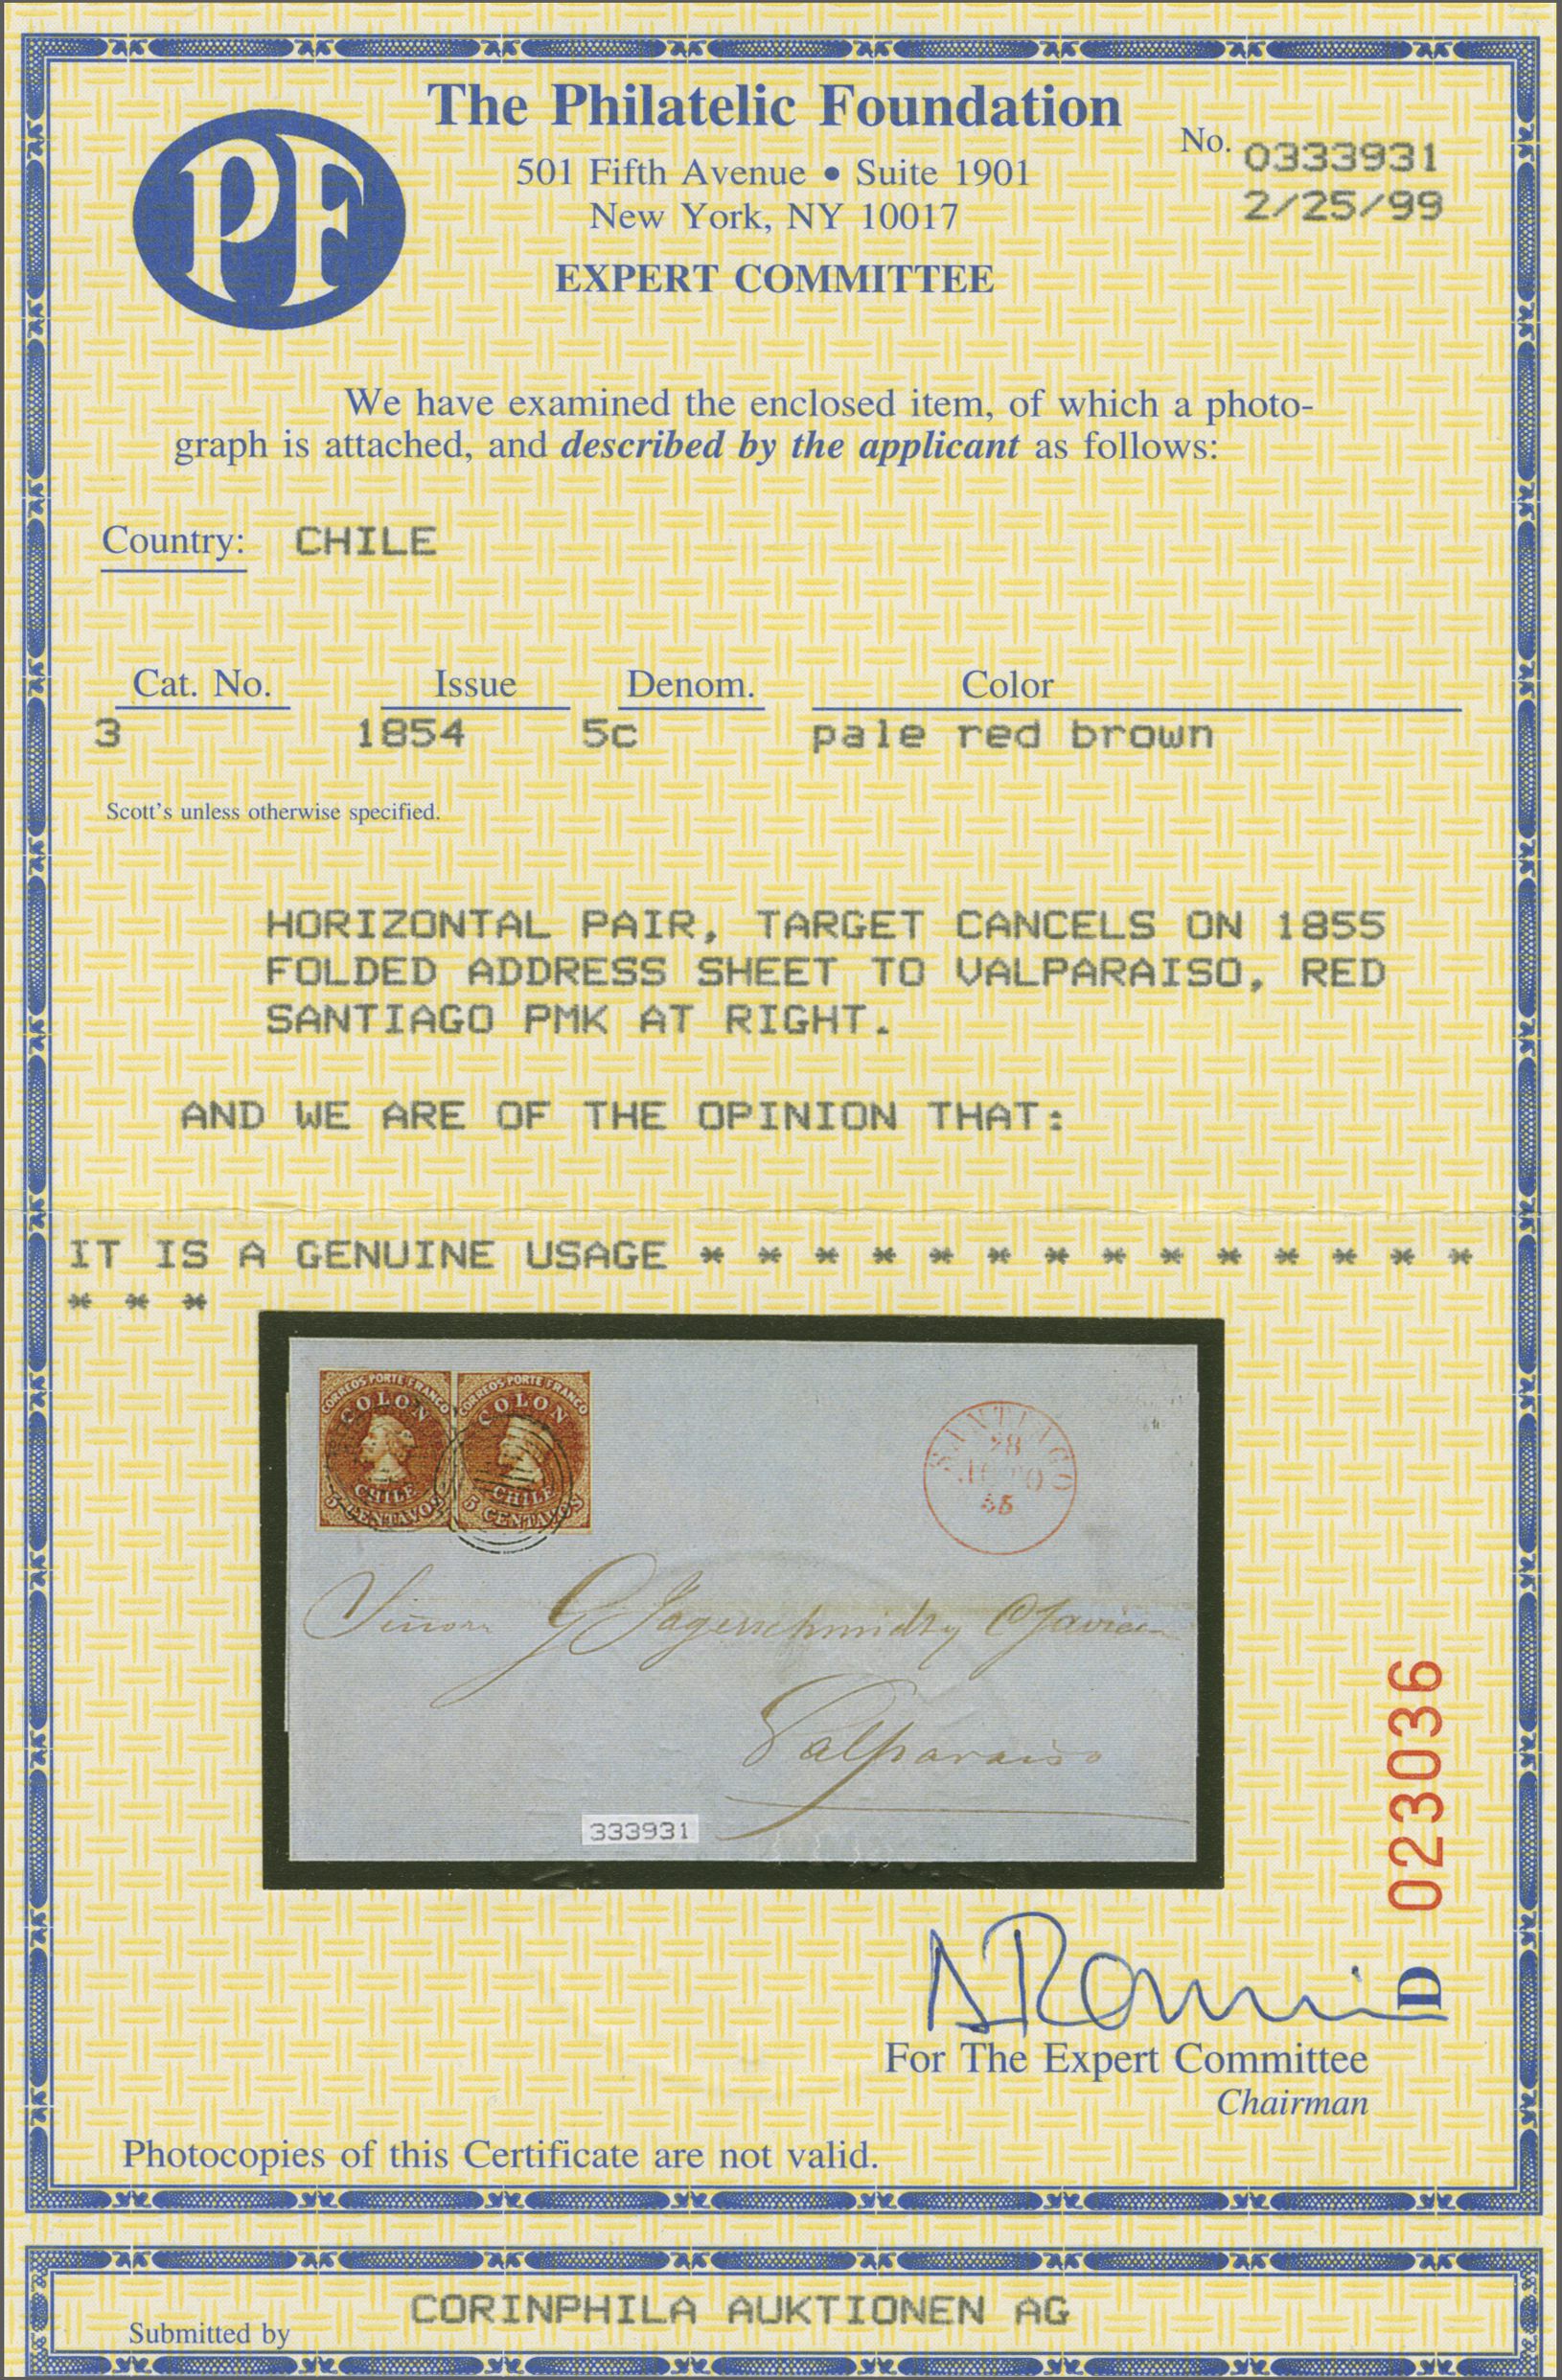 The Philatelic Foundation
PF
501 Fifth Avenue • Suite 1901
New York, NY 10017
No. 0333931
2/25/99
EXPERT COMMITTEE
We have examined the enclosed item, of which a photo-
graph is attached, and described by the applicant as follows:
Country: CHILE
Cat. No. Issue Denom. Color
3 1854 5c pale red brown
Scott's unless otherwise specified.
HORIZONTAL PAIR, TARGET CANCELS ON 1855
FOLDED ADDRESS SHEET TO VALPARAISO, RED
SANTIAGO PMK AT RIGHT.
AND WE ARE OF THE OPINION THAT:
IT IS A GENUINE USAGE * * * * * * * * * * * * * *
* * *
CORREOS PORTE FRANCO
COLON
CHILE
5 CENTAVOS
CORREOS PORTE FRANCO
COLON
CHILE
5 CENTAVOS
SANTIAGO
28
55
Valparaiso
333931
D 023036
For The Expert Committee
Chairman
Photocopies of this Certificate are not valid.
Submitted by CORINPHILA AUKTIONEN AG